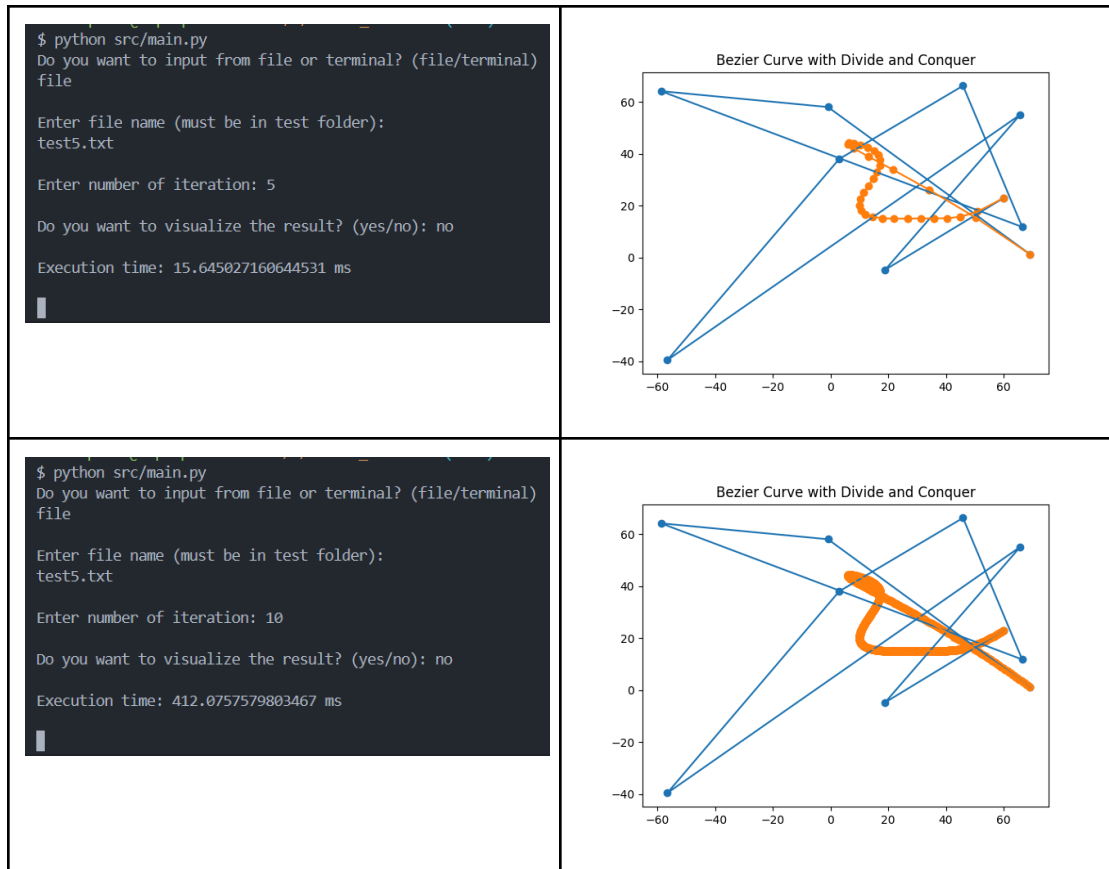 $ python src/main.py
Do you want to input from file or terminal? (file/terminal)
file
Enter file name (must be in test folder):
test5.txt
Enter number of iteration: 5
Do you want to visualize the result? (yes/no): no
Execution time: 15.645027160644531 ms
Bezier Curve with Divide and Conquer
60
40
20
0
−20
−40
−60 −40 −20 0 20 40 60
$ python src/main.py
Do you want to input from file or terminal? (file/terminal)
file
Enter file name (must be in test folder):
test5.txt
Enter number of iteration: 10
Do you want to visualize the result? (yes/no): no
Execution time: 412.0757579803467 ms
Bezier Curve with Divide and Conquer
60
40
20
0
−20
−40
−60 −40 −20 0 20 40 60